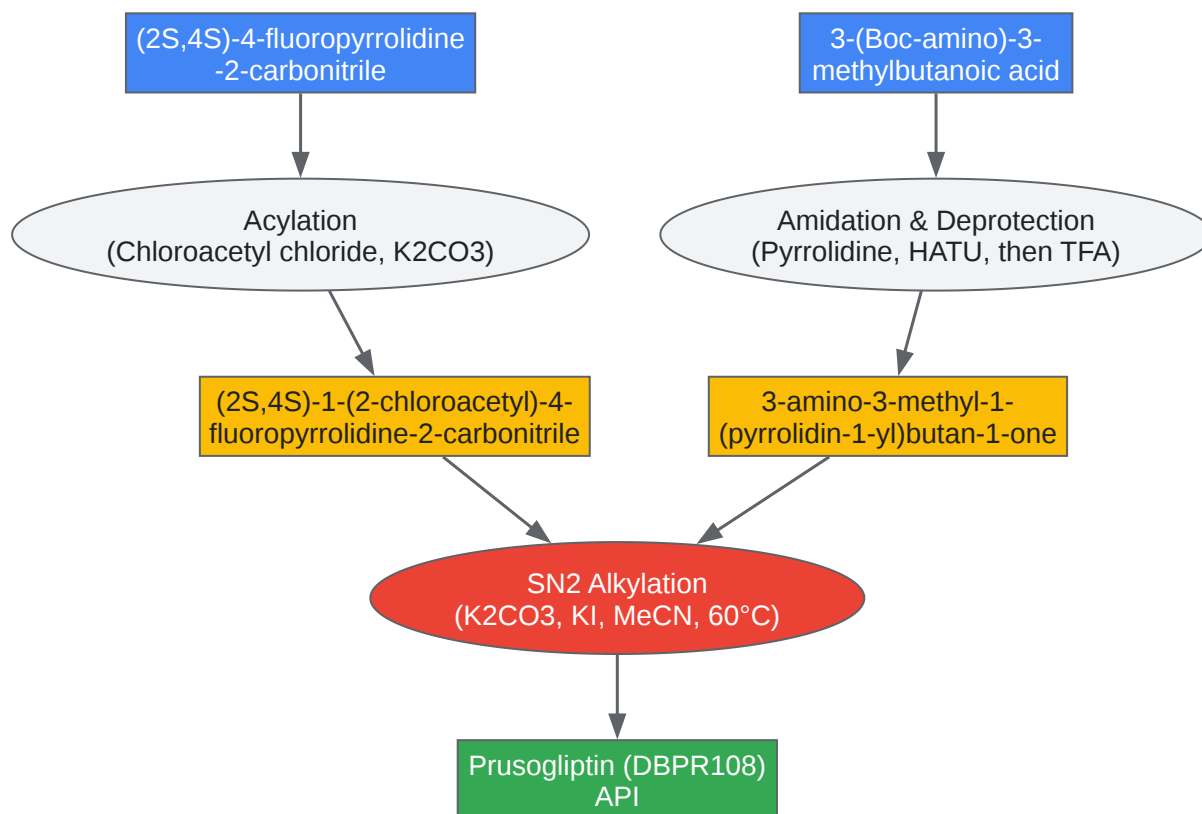 (2S,4S)-4-fluoropyrrolidine
-2-carbonitrile
3-(Boc-amino)-3-
methylbutanoic acid
Acylation
(Chloroacetyl chloride, K2CO3)
Amidation & Deprotection
(Pyrrolidine, HATU, then TFA)
(2S,4S)-1-(2-chloroacetyl)-4-
fluoropyrrolidine-2-carbonitrile
3-amino-3-methyl-1-
(pyrrolidin-1-yl)butan-1-one
SN2 Alkylation
(K2CO3, KI, MeCN, 60°C)
Prusogliptin (DBPR108)
API